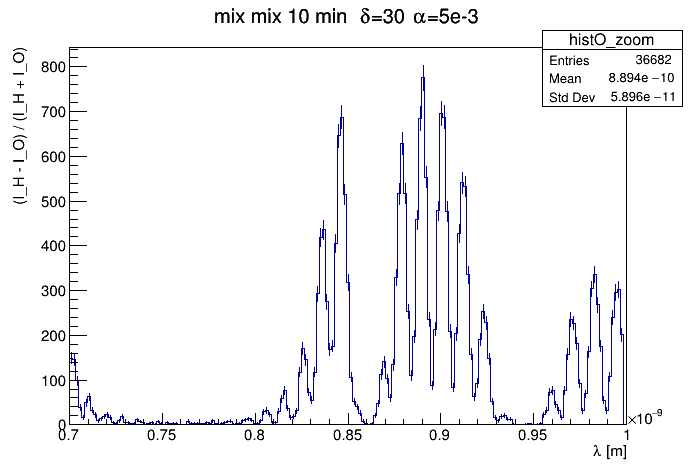 mix mix 10 min δ=30 α=5e-3
histO_zoom
Entries 36682
Mean 8.894e−10
Std Dev 5.896e−11
(I_H - I_O) / (I_H + I_O)
800
700
600
500
400
300
200
100
0
0.7 0.75 0.8 0.85 0.9 0.95 1
×10⁻⁹
λ [m]